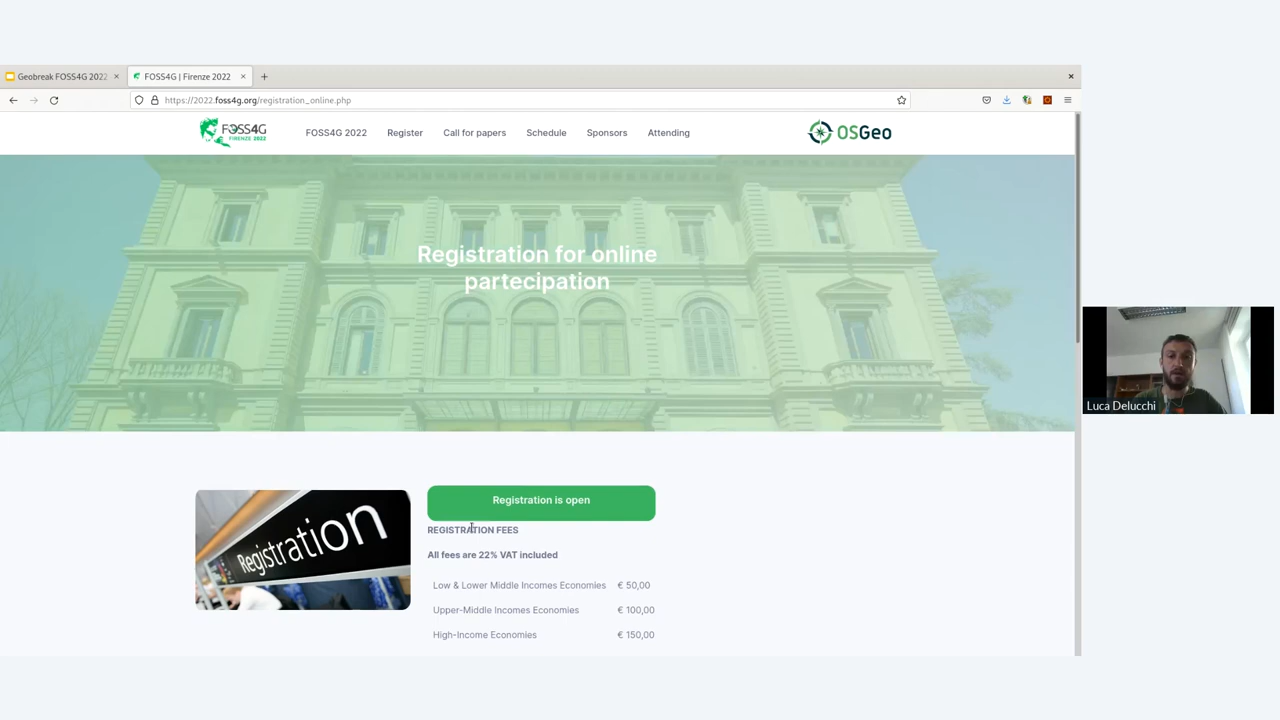 Geobreak FOSS4G 2022
FOSS4G | Firenze 2022
https://2022.foss4g.org/registration_online.php
FOSS4G
FIRENZE 2022
FOSS4G 2022
Register
Call for papers
Schedule
Sponsors
Attending
OSGeo
Registration for online
partecipation
Luca Delucchi
Registration
Registration is open
REGISTRATION FEES
All fees are 22% VAT included
Low & Lower Middle Incomes Economies € 50,00
Upper-Middle Incomes Economies € 100,00
High-Income Economies € 150,00